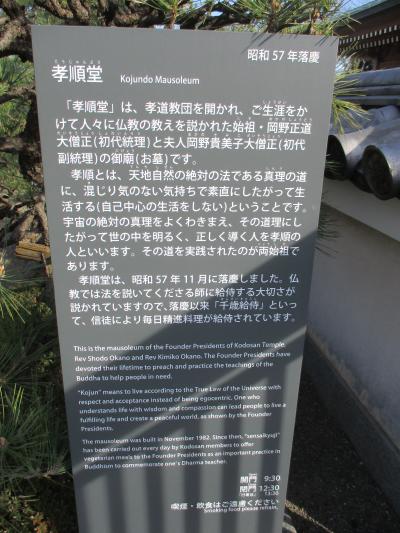 昭和57年落慶
こうじゅんどう
孝順堂 Kojundo Mausoleum
「孝順堂」は、孝道教団を開かれ、ご生涯をか
けて人々に仏教の教えを説かれた始祖・岡野正道
大僧正(初代統理)と夫人岡野貴美子大僧正(初代
副統理)の御廟(お墓)です。
孝順とは、天地自然の絶対の法である真理の道
に、混じり気のない気持ちで素直にしたがって生
活する(自己中心の生活をしない)ということです。
宇宙の絶対の真理をよくわきまえ、その道理にし
たがって世の中を明るく、正しく導く人を孝順の
人といいます。その道を実践されたのが両始祖で
あります。
孝順堂は、昭和57年11月に落慶しました。仏
教では法を説いてくださる師に給侍する大切さが
説かれていますので、落慶以来「千歳給侍」といっ
て、信徒により毎日精進料理が給侍されています。
This is the mausoleum of the Founder Presidents of Kodosan Temple,
Rev Shodo Okano and Rev Kimiko Okano. The Founder Presidents have
devoted their lifetime to preach and practice the teachings of the
Buddha to help people in need.
"Kojun" means to live according to the True Law of the Universe with
respect and acceptance instead of being egocentric. One who
understands life with wisdom and compassion can lead people to live a
fulfilling life and create a peaceful world, as shown by the Founder
Presidents.
The mausoleum was built in November 1982. Since then, "sensaikyuji"
has been carried out every day by Kodosan members to offer
vegetarian meals to the Founder Presidents as an important practice in
Buddhism to commemorate one's Dharma teacher.
開門 9:30
閉門 12:30
13:30
喫煙・飲食はご遠慮ください
Smoking food please refrain.